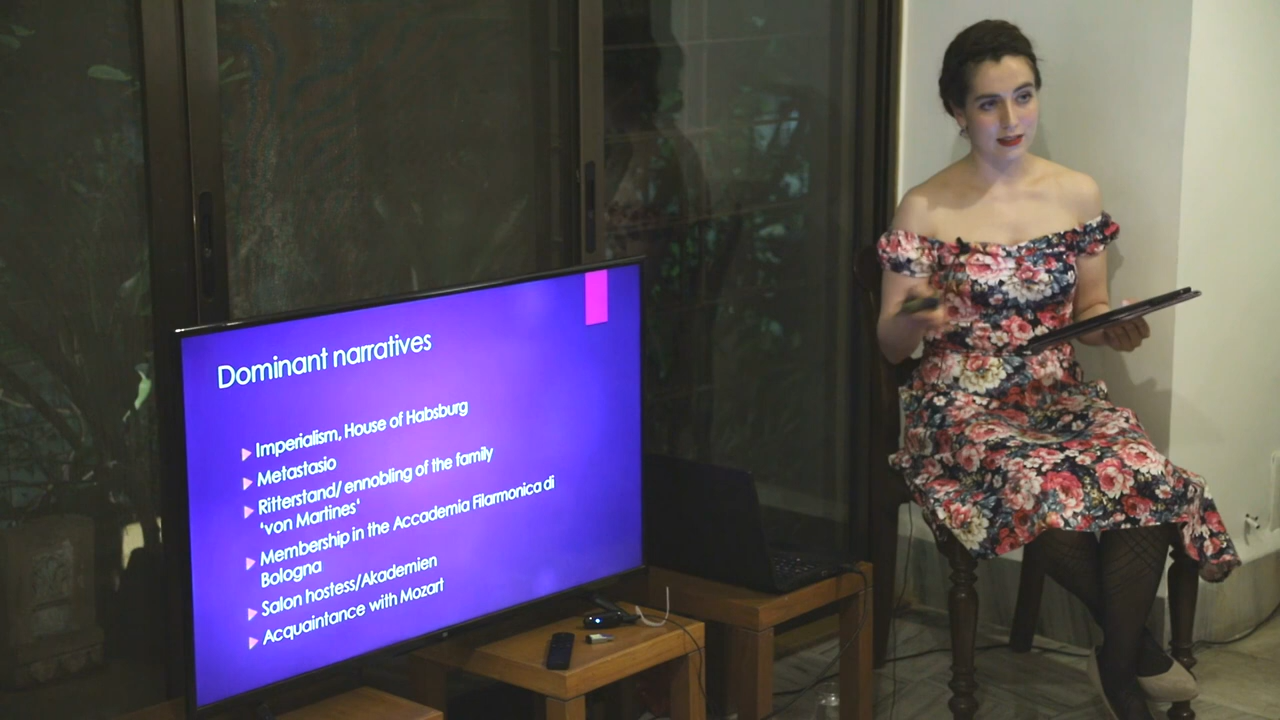 Dominant narratives
Imperialism, House of Habsburg
Metastasio
Ritterstand/ ennobling of the family
'von Martines'
Membership in the Accademia Filarmonica di
Bologna
Salon hostess/Akademien
Acquaintance with Mozart